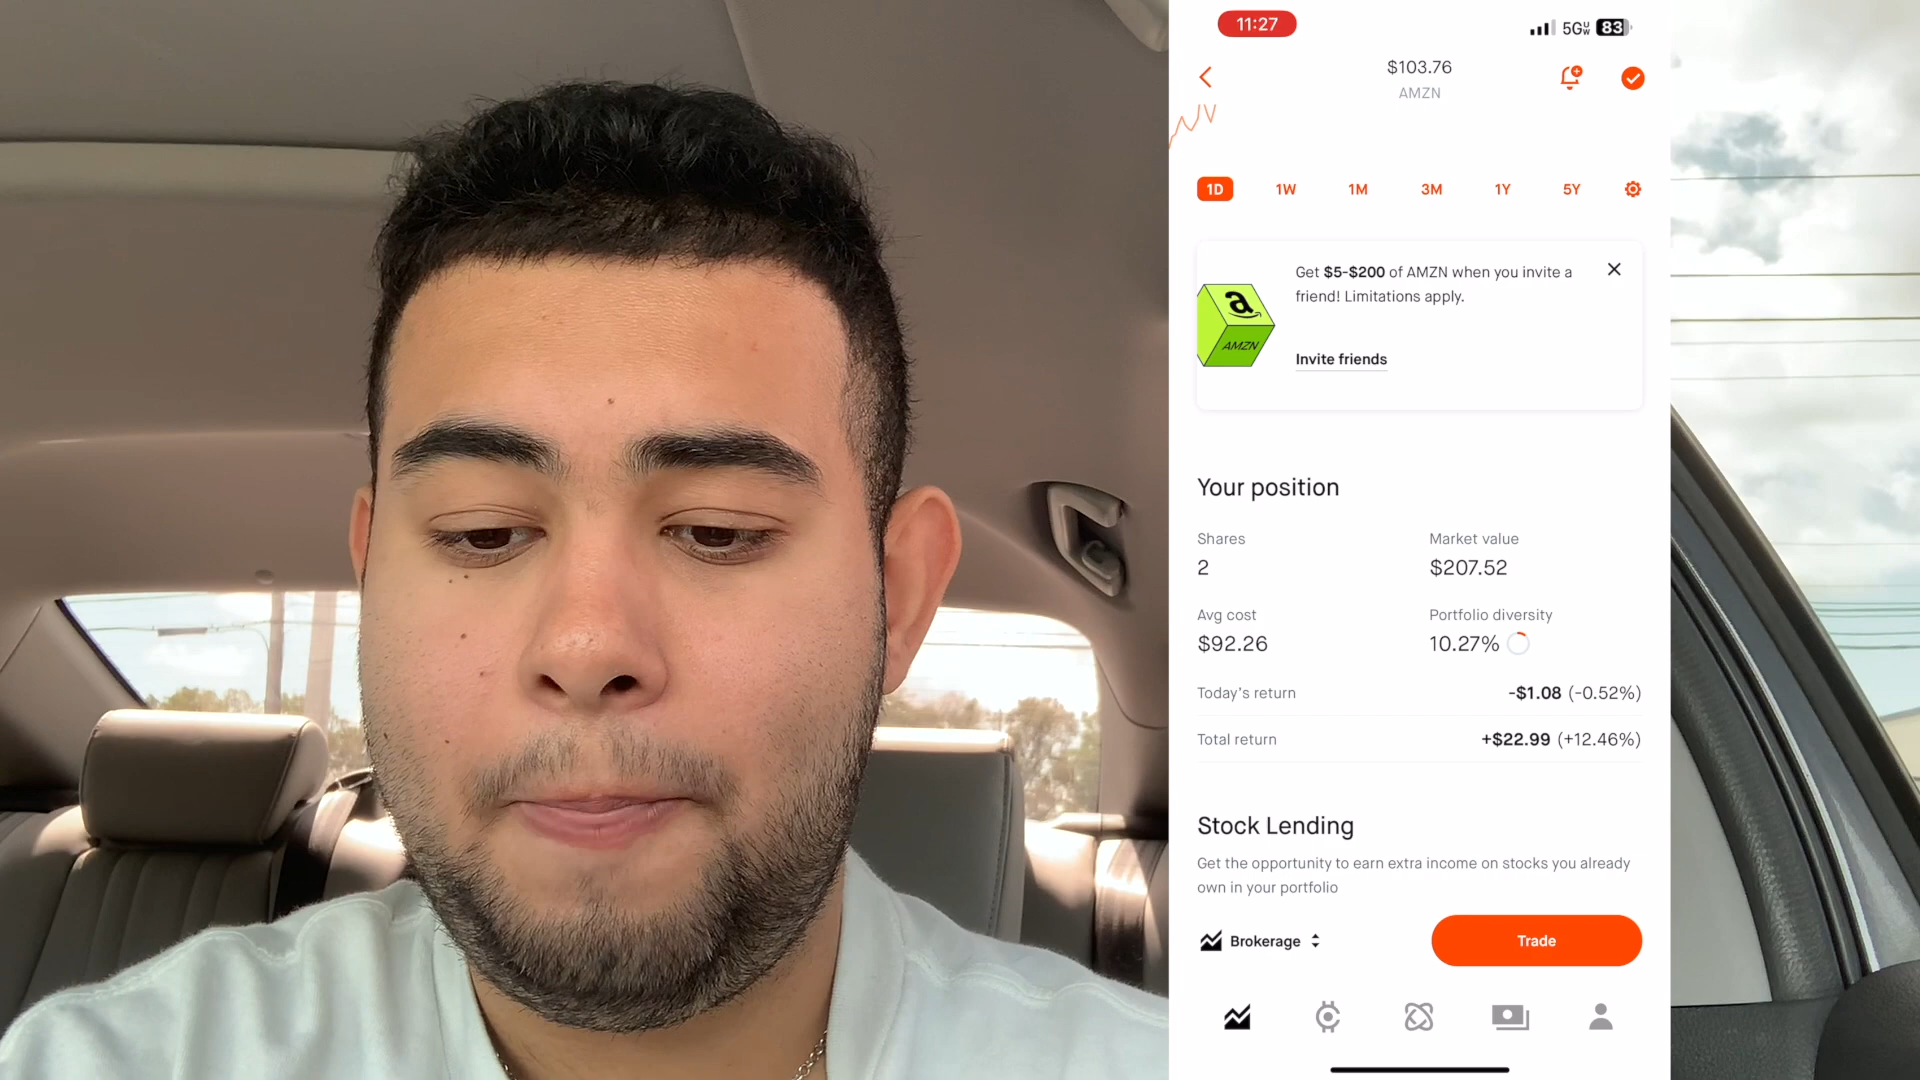 11:27
5G UW 83
$103.76
AMZN
1D 1W 1M 3M 1Y 5Y
Get $5-$200 of AMZN when you invite a
friend! Limitations apply.
a
AMZN
Invite friends
Your position
Shares Market value
2 $207.52
Avg cost Portfolio diversity
$92.26 10.27%
Today's return -$1.08 (-0.52%)
Total return +$22.99 (+12.46%)
Stock Lending
Get the opportunity to earn extra income on stocks you already
own in your portfolio
Brokerage Trade